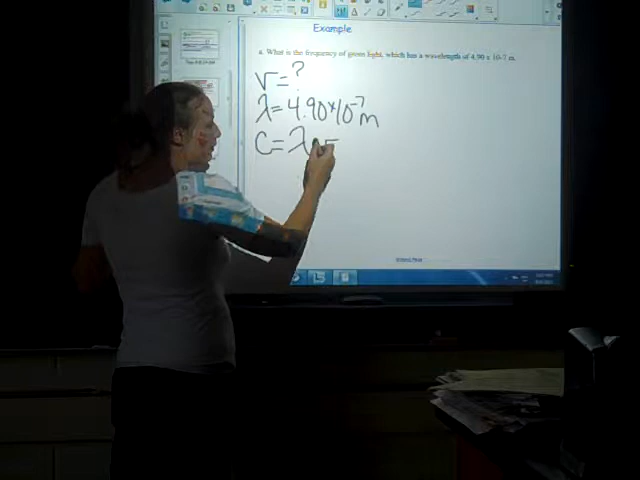 Example
a. What is the frequency of green light, which has a wavelength of 4.90 x 10-7 m.
ν=?
λ=4.90×10⁻⁷m
C=λ